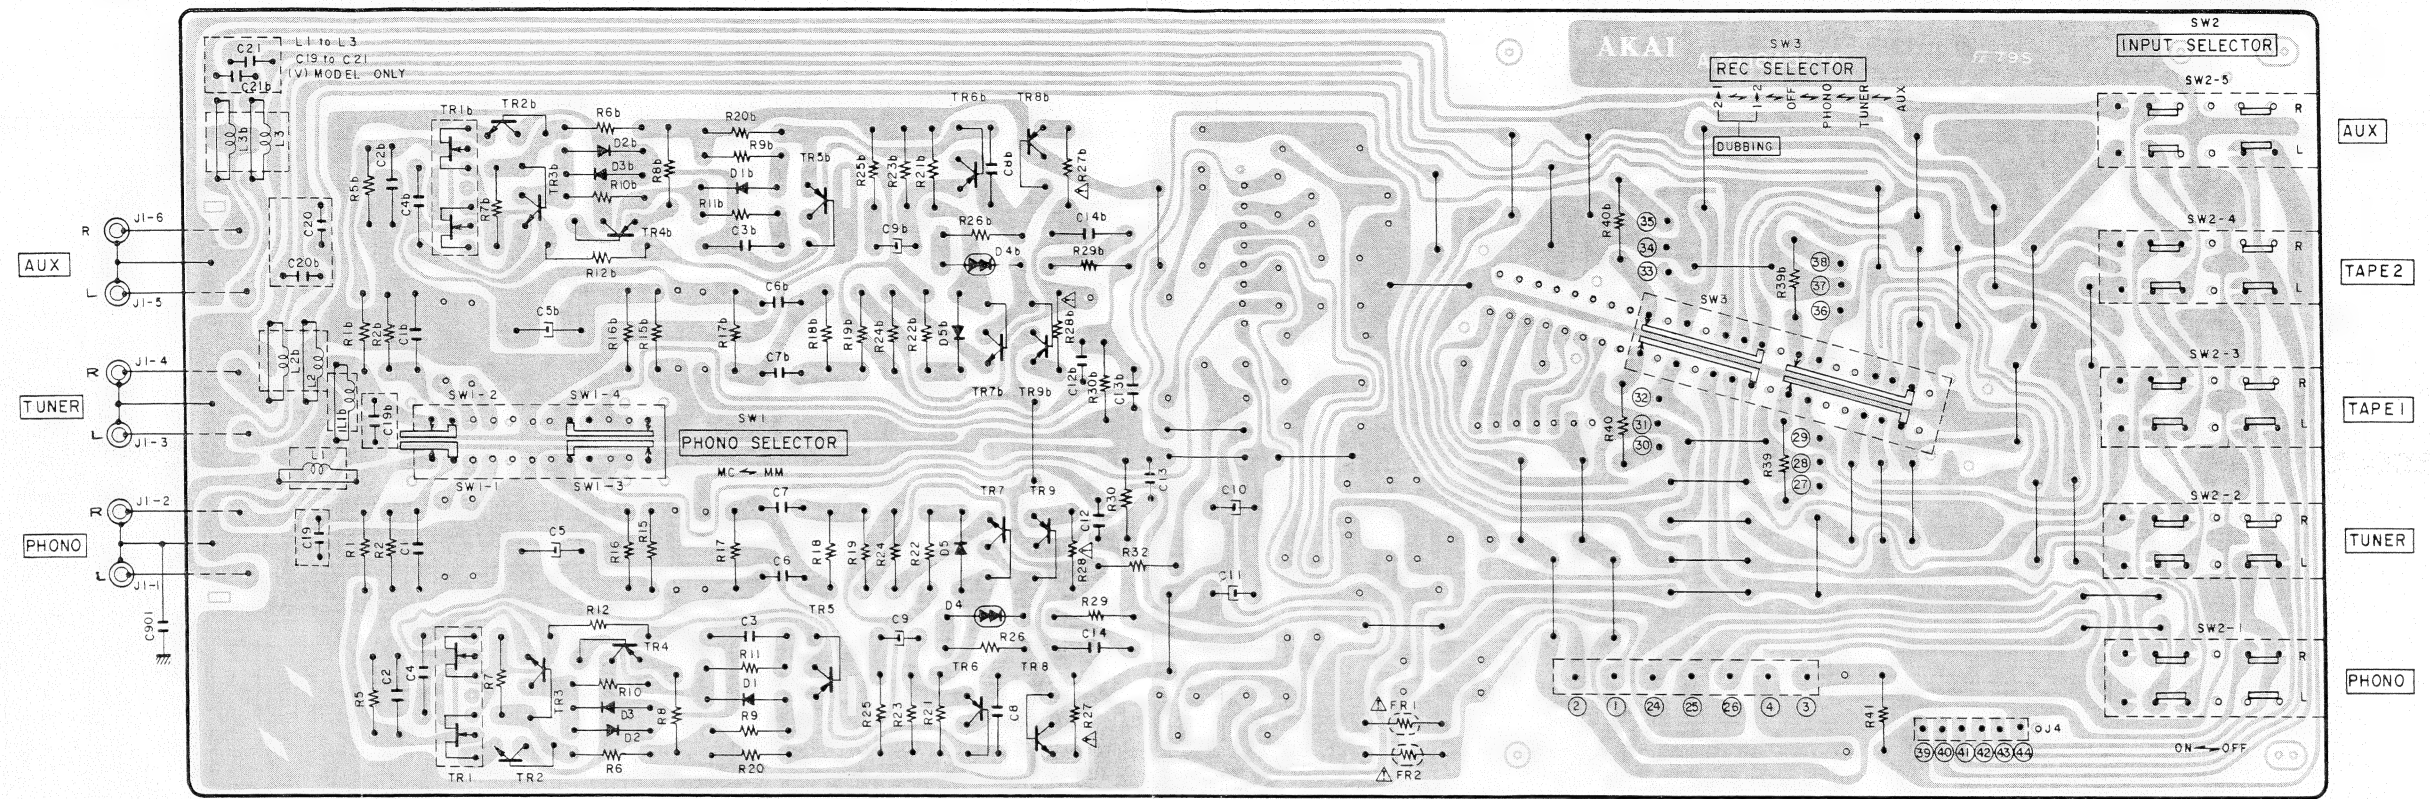 SW2
INPUT SELECTOR
AKAI
SW3
REC SELECTOR
C21
L1 to L3
C19 to C21
(V) MODEL ONLY
C21b
SW2-5
2 1
1 2
OFF
PHONO
TUNER
AUX
DUBBING
R
L
AUX
TR1b
TR2b
R6b
R20b
TR6b
TR8b
L3b
L3
C2b
D2b
R9b
R5b
D3b
R8b
TR5b
R25b
R23b
R21b
C8b
R27b
C4b
R7b
TR3b
R10b
D1b
R11b
C20
TR4b
C3b
C9b
R26b
C14b
C20b
R12b
D4b
R29b
R
J1-6
AUX
L
J1-5
R40b
35
34
33
R39b
38
37
36
SW2-4
R
L
TAPE2
C6b
C5b
R1b
R2b
C1b
R16b
R15b
R17b
R18b
R19b
R24b
R22b
D5b
R28b
C7b
TR7b
TR9b
C12b
R30b
C13b
SW3
SW2-3
R
L
TAPE1
R
J1-4
TUNER
L
J1-3
L2b
L2
L1b
C19b
L1
SW1-2
SW1-4
SW1
PHONO SELECTOR
MC MM
SW1-1
SW1-3
32
31
30
R40
29
28
27
R39
R
J1-2
PHONO
L
J1-1
C901
C19
R1
R2
C1
C5
R16
R15
R17
C7
C6
R18
R19
R24
R22
D5
TR7
TR9
R28
C12
R30
C13
R32
C10
C11
SW2-2
R
L
TUNER
R12
C3
TR5
C9
D4
R29
R26
C14
TR4
R11
TR6
TR8
R5
C2
C4
R7
TR3
R10
D3
D2
R6
R8
D1
R9
R20
R25
R23
R21
C8
R27
TR1
TR2
FR1
FR2
2
1
24
25
26
4
3
R41
J4
39
40
41
42
43
44
SW2-1
R
L
PHONO
ON OFF